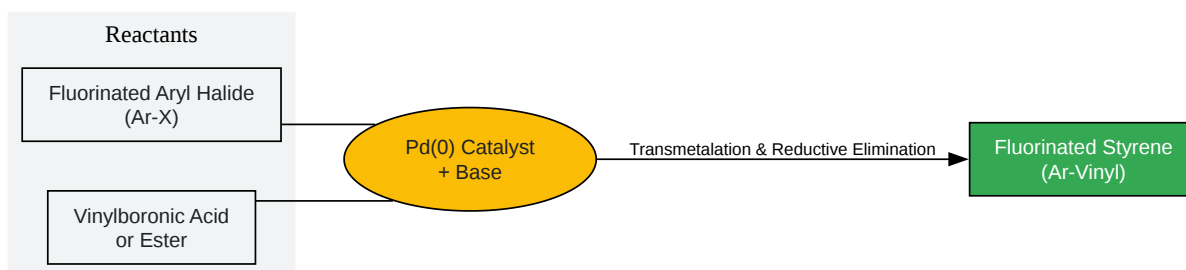 Reactants
Fluorinated Aryl Halide
(Ar-X)
Vinylboronic Acid
or Ester
Pd(0) Catalyst
+ Base
Transmetalation & Reductive Elimination
Fluorinated Styrene
(Ar-Vinyl)